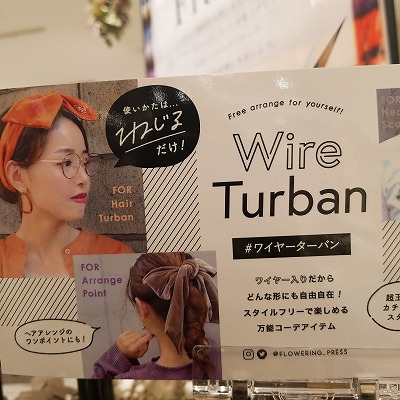 使いかたは…
ねじる
だけ!
FOR
Hair
Turban
FOR
Arrange
Point
ヘアアレンジの
ワンポイントにも!
Free arrange for yourself!
Wire
Turban
#ワイヤーターバン
ワイヤー入りだから
どんな形にも自由自在!
スタイルフリーで楽しめる
万能コーデアイテム
@FLOWERING_PRESS
FOR